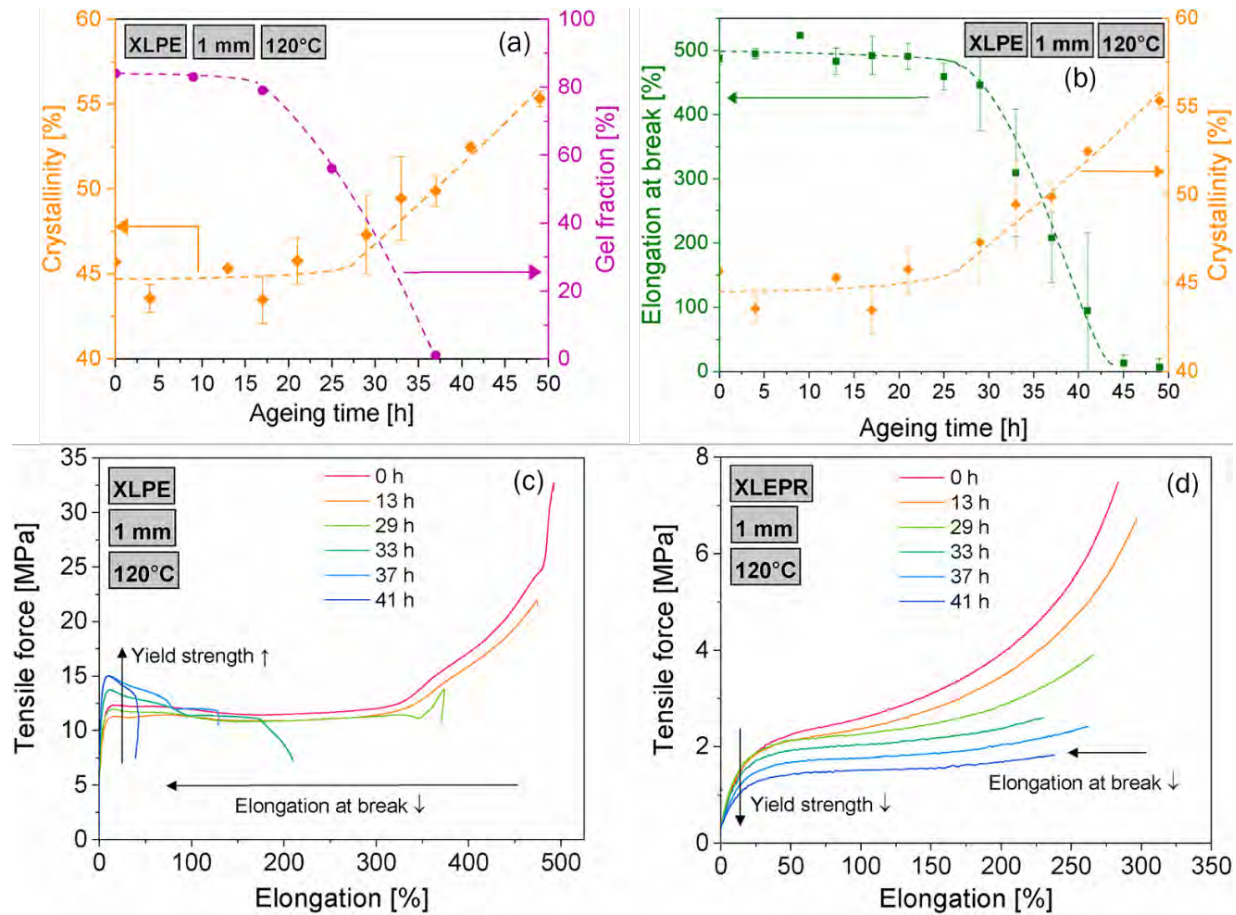 XLPE 1 mm 120°C (a)
60
55
50
45
40
Crystallinity [%]
100
80
60
40
20
0
Gel fraction [%]
0 5 10 15 20 25 30 35 40 45 50
Ageing time [h]
XLPE 1 mm 120°C
(b)
500
400
300
200
100
0
Elongation at break [%]
60
55
50
45
40
Crystallinity [%]
0 5 10 15 20 25 30 35 40 45 50
Ageing time [h]
XLPE
1 mm
120°C
(c)
0 h
13 h
29 h
33 h
37 h
41 h
35
30
25
20
15
10
5
0
Tensile force [MPa]
Yield strength ↑
Elongation at break ↓
0 100 200 300 400 500
Elongation [%]
XLEPR
1 mm
120°C
(d)
0 h
13 h
29 h
33 h
37 h
41 h
8
6
4
2
0
Tensile force [MPa]
Yield strength ↓
Elongation at break ↓
0 50 100 150 200 250 300 350
Elongation [%]